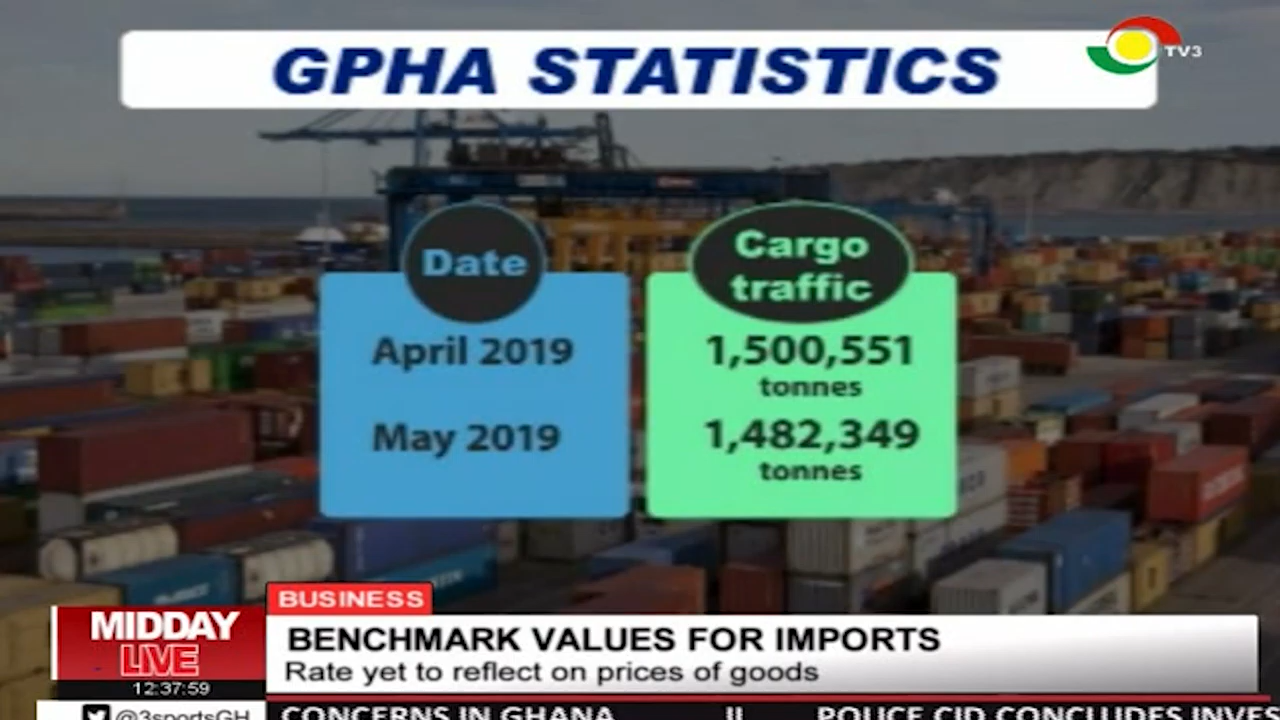 GPHA STATISTICS
TV3
Date
Cargo
traffic
April 2019
1,500,551
tonnes
May 2019
1,482,349
tonnes
BUSINESS
MIDDAY
LIVE
BENCHMARK VALUES FOR IMPORTS
Rate yet to reflect on prices of goods
12:37:59
@3sportsGH
CONCERNS IN GHANA
POLICE CID CONCLUDES INVES